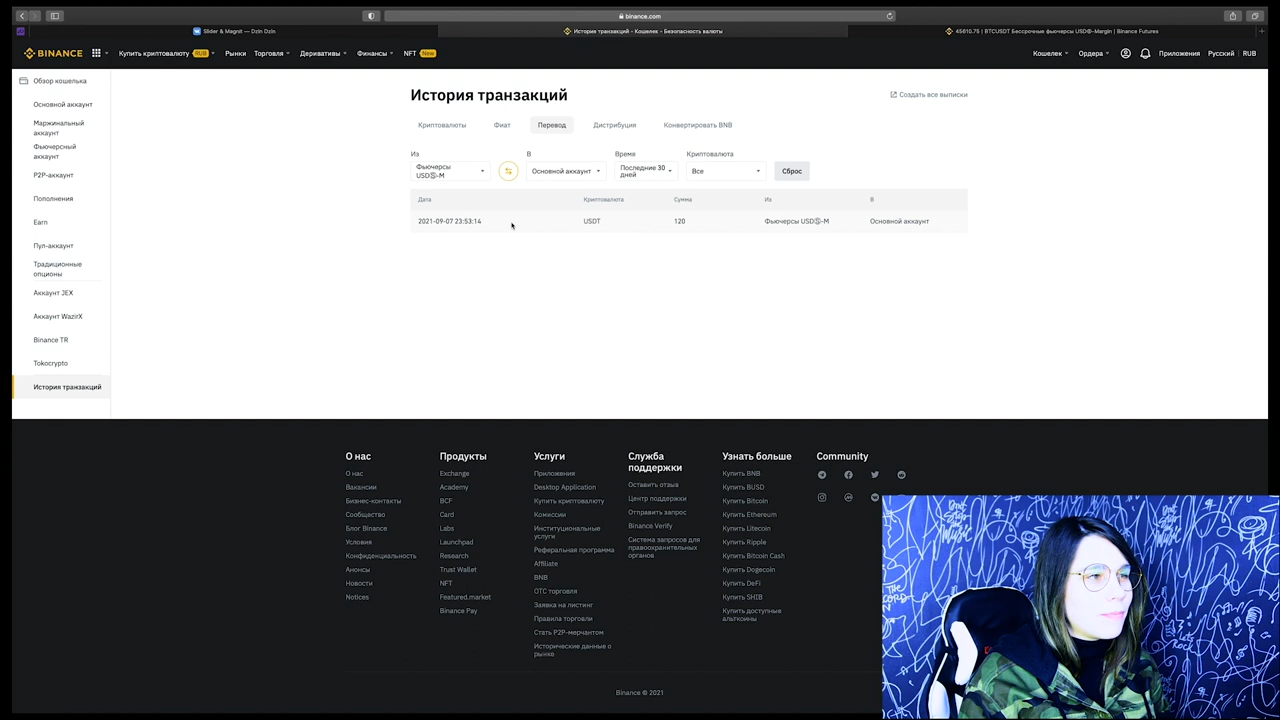 binance.com
Slider & Magnit — Dzin Dzin
История транзакций - Кошелек - Безопасность валюты
45610.75 | BTCUSDT Бессрочные фьючерсы USDⓈ-Margin | Binance Futures
BINANCE
Купить криптовалюту RUB
Рынки
Торговля
Деривативы
Финансы
NFT New
Кошелек
Ордера
Приложения
Русский
RUB
Обзор кошелька
Основной аккаунт
Маржинальный
аккаунт
Фьючерсный
аккаунт
P2P-аккаунт
Пополнения
Earn
Пул-аккаунт
Традиционные
опционы
Аккаунт JEX
Аккаунт WazirX
Binance TR
Tokocrypto
История транзакций
История транзакций
Создать все выписки
Криптовалюты
Фиат
Перевод
Дистрибуция
Конвертировать BNB
Из
В
Время
Криптовалюта
Фьючерсы
USDⓈ-M
Основной аккаунт
Последние 30
дней
Все
Сброс
Дата
Криптовалюта
Сумма
Из
В
2021-09-07 23:53:14
USDT
120
Фьючерсы USDⓈ-M
Основной аккаунт
О нас
О нас
Вакансии
Бизнес-контакты
Сообщество
Блог Binance
Условия
Конфиденциальность
Анонсы
Новости
Notices
Продукты
Exchange
Academy
BCF
Card
Labs
Launchpad
Research
Trust Wallet
NFT
Featured.market
Binance Pay
Услуги
Приложения
Desktop Application
Купить криптовалюту
Комиссии
Институциональные
услуги
Реферальная программа
Affiliate
BNB
OTC торговля
Заявка на листинг
Правила торговли
Стать P2P-мерчантом
Исторические данные о
рынке
Служба
поддержки
Оставить отзыв
Центр поддержки
Отправить запрос
Binance Verify
Система запросов для
правоохранительных
органов
Узнать больше
Купить BNB
Купить BUSD
Купить Bitcoin
Купить Ethereum
Купить Litecoin
Купить Ripple
Купить Bitcoin Cash
Купить Dogecoin
Купить DeFi
Купить SHIB
Купить доступные
альткоины
Community
Binance © 2021